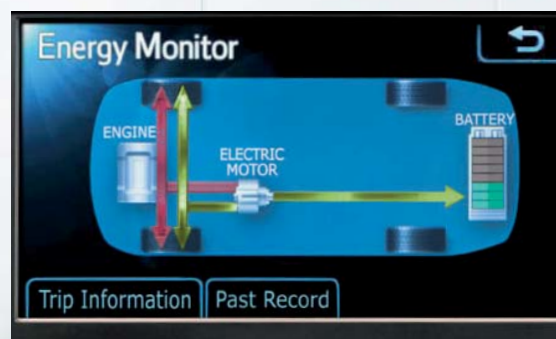 Energy Monitor
ENGINE
ELECTRIC
MOTOR
BATTERY
Trip Information
Past Record